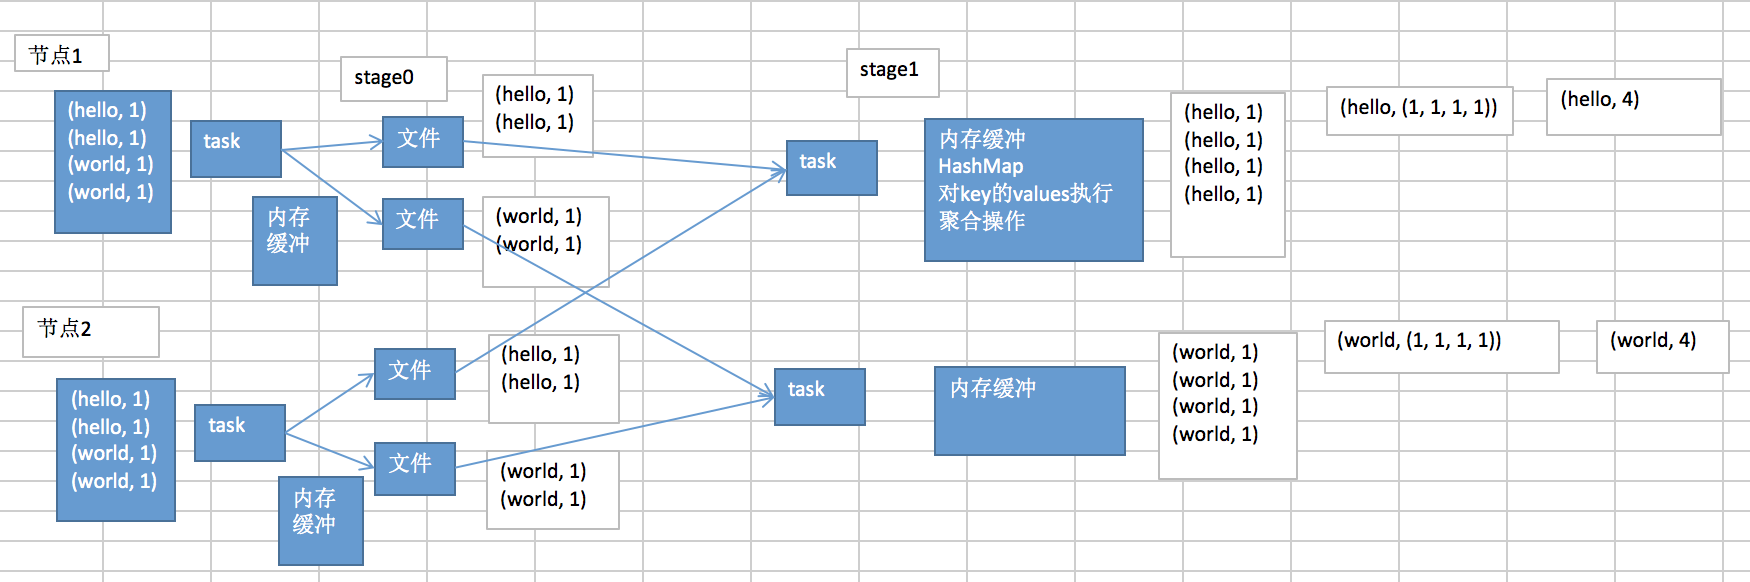 节点1
stage0
stage1
(hello, 1)
(hello, 1)
(world, 1)
(world, 1)
task
内存
缓冲
文件
(hello, 1)
(hello, 1)
文件
(world, 1)
(world, 1)
task
内存缓冲
HashMap
对key的values执行
聚合操作
(hello, 1)
(hello, 1)
(hello, 1)
(hello, 1)
(hello, (1, 1, 1, 1))
(hello, 4)
节点2
(hello, 1)
(hello, 1)
(world, 1)
(world, 1)
task
内存
缓冲
文件
(hello, 1)
(hello, 1)
文件
(world, 1)
(world, 1)
task
内存缓冲
(world, 1)
(world, 1)
(world, 1)
(world, 1)
(world, (1, 1, 1, 1))
(world, 4)